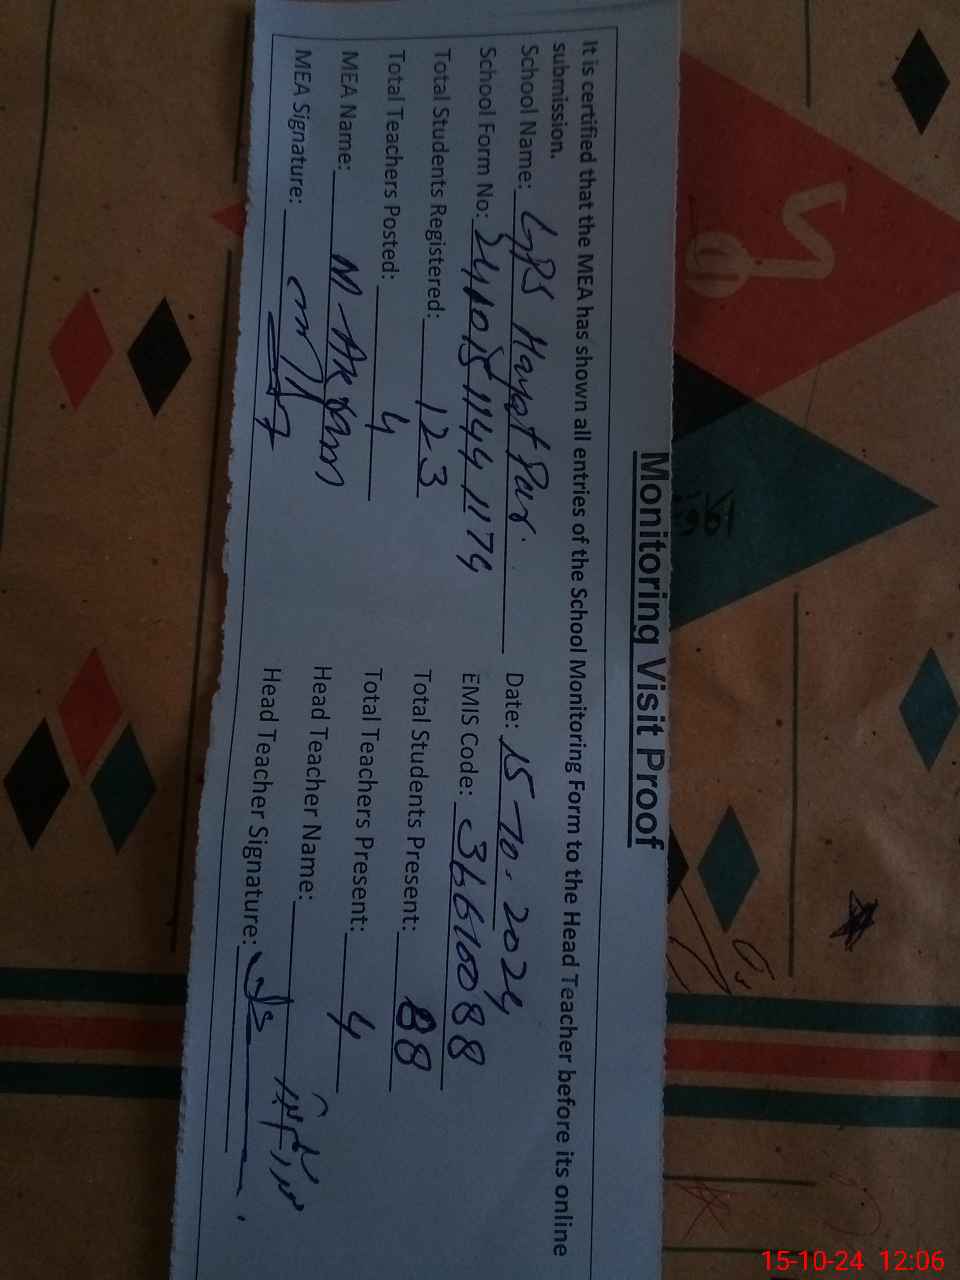 Monitoring Visit Proof
It is certified that the MEA has shown all entries of the School Monitoring Form to the Head Teacher before its online
submission.
School Name: GPS Hayat Pur. Date: 15-10-2024
School Form No: EMIS Code: 36610088
Total Students Registered: 123 Total Students Present: 88
Total Teachers Posted: 4 Total Teachers Present: 4
MEA Name: M. Head Teacher Name:
MEA Signature: Head Teacher Signature:
15-10-24 12:06